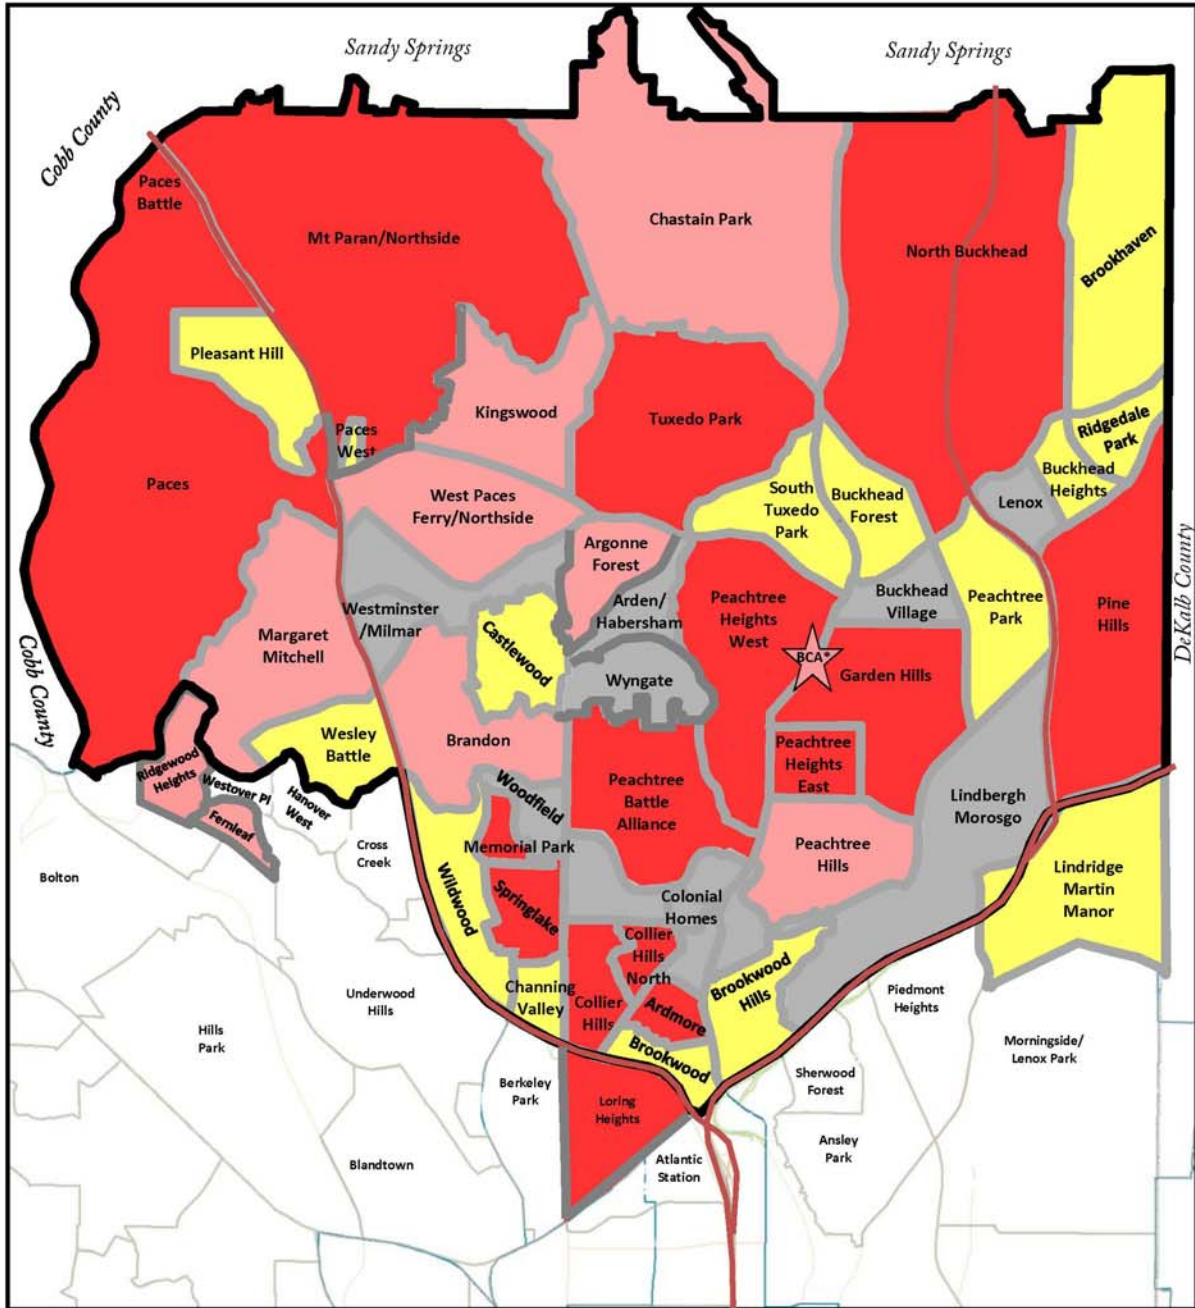 Sandy Springs
Sandy Springs
Cobb County
Paces
Battle
Mt Paran/Northside
Chastain Park
North Buckhead
Brookhaven
Pleasant Hill
Kingswood
Tuxedo Park
Ridgedale
Park
Paces
West
Buckhead
Heights
Paces
West Paces
Ferry/Northside
South
Tuxedo
Park
Buckhead
Forest
Lenox
Argonne
Forest
DeKalb County
Westminster
/Milmar
Arden/
Habersham
Peachtree
Heights
West
Buckhead
Village
Peachtree
Park
Pine
Hills
Margaret
Mitchell
Castlewood
BCA*
Garden Hills
Wyngate
Cobb County
Wesley
Battle
Brandon
Peachtree
Heights
East
Ridgewood
Heights
Westover Pl
Hanover
West
Woodfield
Peachtree
Battle
Alliance
Lindbergh
Morosgo
Fernleaf
Cross
Creek
Memorial Park
Peachtree
Hills
Bolton
Wildwood
Springlake
Colonial
Homes
Lindridge
Martin
Manor
Collier
Hills
North
Brookwood
Hills
Underwood
Hills
Channing
Valley
Collier
Hills
Ardmore
Piedmont
Heights
Hills
Park
Brookwood
Morningside/
Lenox Park
Berkeley
Park
Loring
Heights
Sherwood
Forest
Blandtown
Atlantic
Station
Ansley
Park